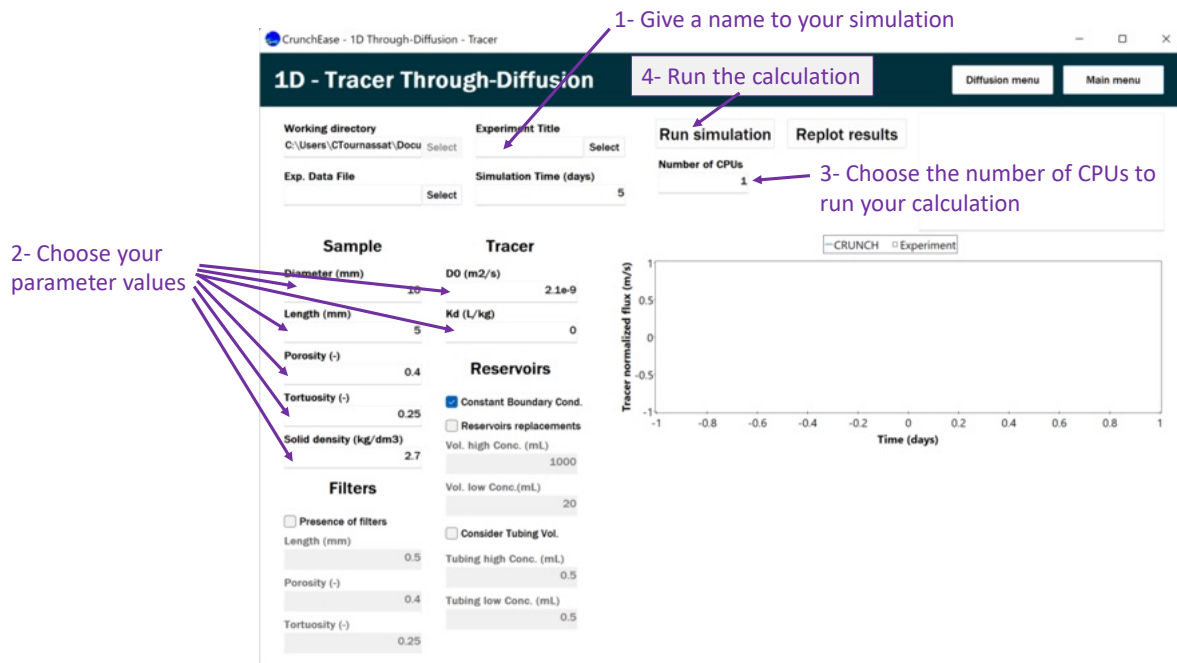 1- Give a name to your simulation
CrunchEase - 1D Through-Diffusion - Tracer
1D - Tracer Through-Diffusion
4- Run the calculation
Diffusion menu
Main menu
Working directory
C:\Users\CTournassat\Docu
Select
Experiment Title
Select
Run simulation
Replot results
Exp. Data File
Select
Simulation Time (days)
5
Number of CPUs
1
3- Choose the number of CPUs to
run your calculation
2- Choose your
parameter values
Sample
Diameter (mm)
10
Length (mm)
5
Porosity (-)
0.4
Tortuosity (-)
0.25
Solid density (kg/dm3)
2.7
Filters
Presence of filters
Length (mm)
0.5
Porosity (-)
0.4
Tortuosity (-)
0.25
Tracer
D0 (m2/s)
2.1e-9
Kd (L/kg)
0
Reservoirs
Constant Boundary Cond.
Reservoirs replacements
Vol. high Conc. (mL)
1000
Vol. low Conc.(mL)
20
Consider Tubing Vol.
Tubing high Conc. (mL)
0.5
Tubing low Conc. (mL)
0.5
CRUNCH Experiment
Tracer normalized flux (m/s)
1
0.5
0
-0.5
-1
-1 -0.8 -0.6 -0.4 -0.2 0 0.2 0.4 0.6 0.8 1
Time (days)